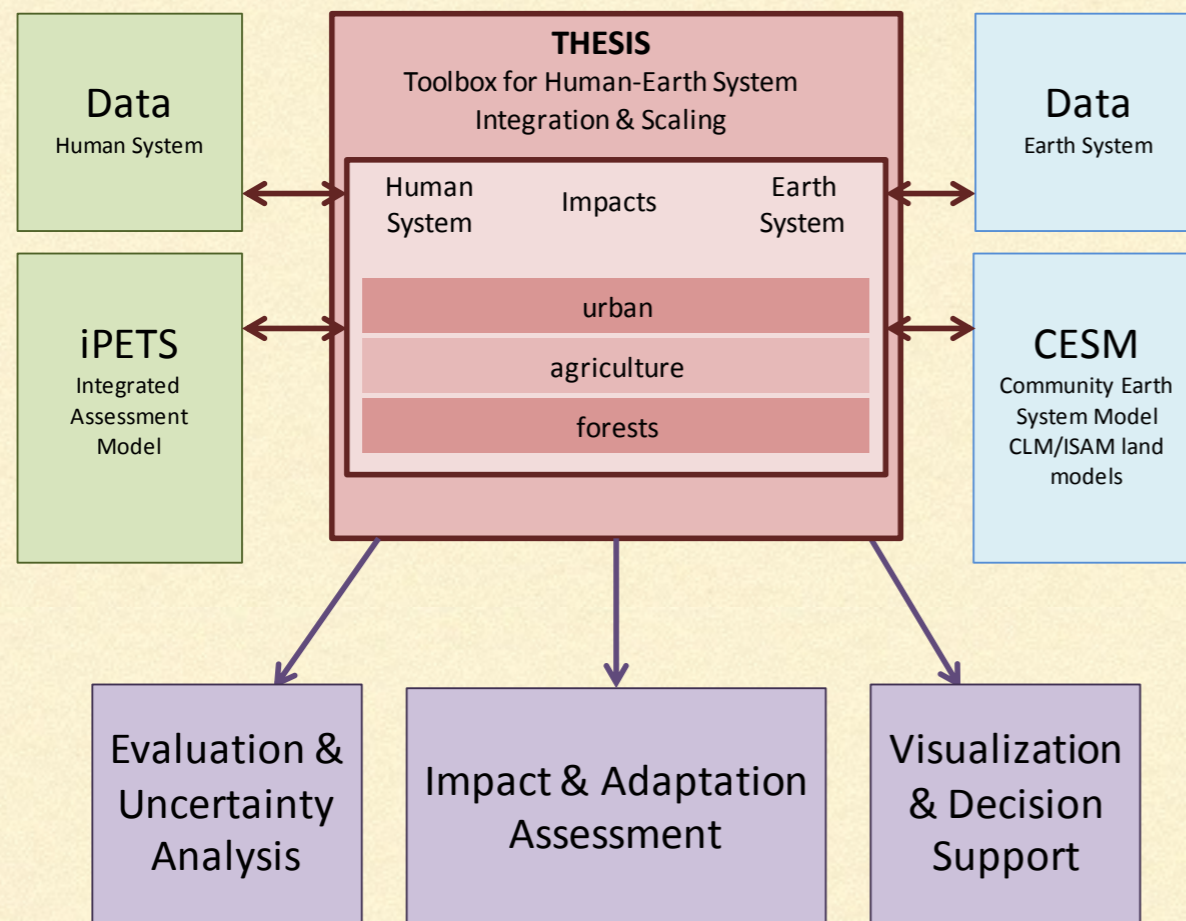 THESIS
Toolbox for Human-Earth System
Integration & Scaling
Data
Human System
Data
Earth System
Human
System
Impacts
Earth
System
urban
agriculture
forests
iPETS
Integrated
Assessment
Model
CESM
Community Earth
System Model
CLM/ISAM land
models
Evaluation &
Uncertainty
Analysis
Impact & Adaptation
Assessment
Visualization
& Decision
Support